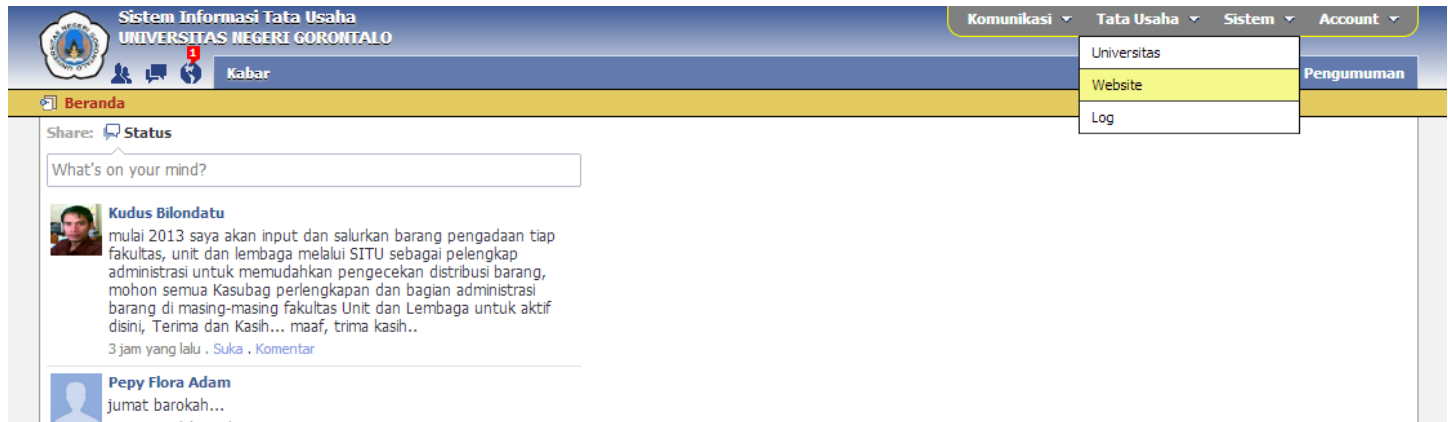 Sistem Informasi Tata Usaha
UNIVERSITAS NEGERI GORONTALO
Komunikasi Tata Usaha Sistem Account
1
Kabar
Pengumuman
Universitas
Website
Log
Beranda
Share: Status
What's on your mind?
Kudus Bilondatu
mulai 2013 saya akan input dan salurkan barang pengadaan tiap
fakultas, unit dan lembaga melalui SITU sebagai pelengkap
administrasi untuk memudahkan pengecekan distribusi barang,
mohon semua Kasubag perlengkapan dan bagian administrasi
barang di masing-masing fakultas Unit dan Lembaga untuk aktif
disini, Terima dan Kasih... maaf, trima kasih..
3 jam yang lalu . Suka . Komentar
Pepy Flora Adam
jumat barokah...